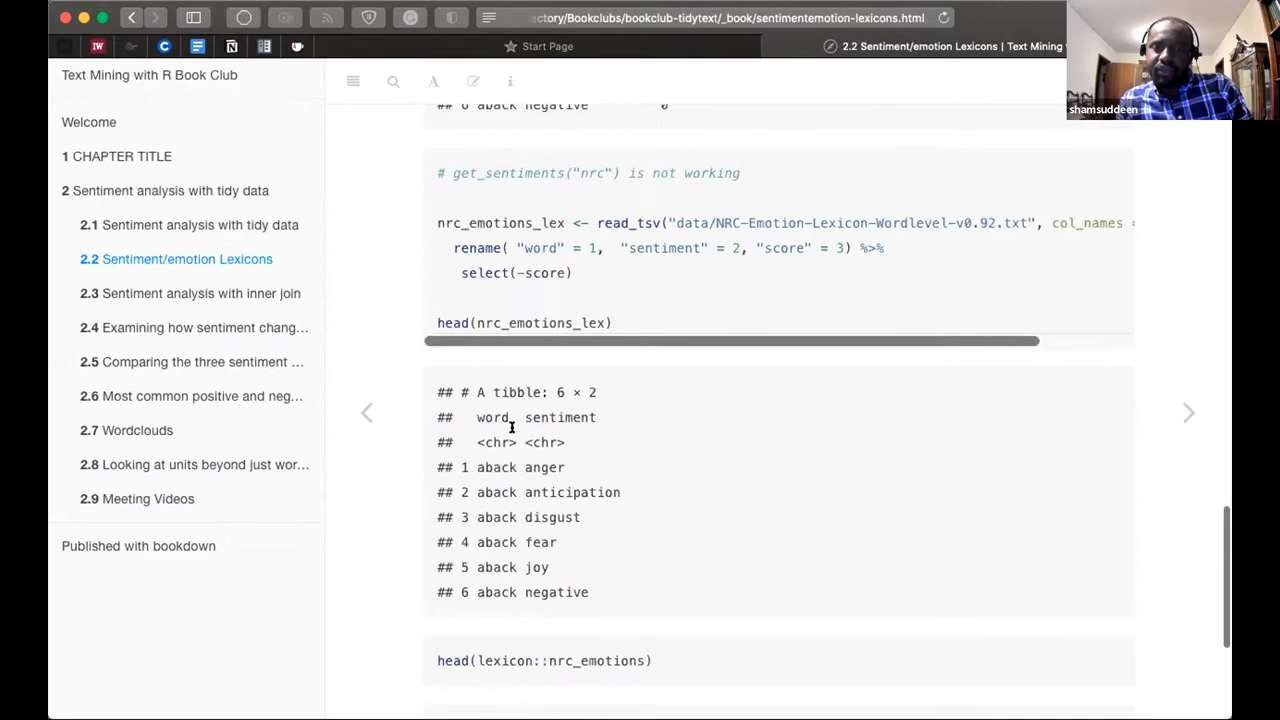 actory/Bookclubs/bookclub-tidytext/_book/sentimentemotion-lexicons.html
IW
Start Page
2.2 Sentiment/emotion Lexicons | Text Mining
shamsuddeen
Text Mining with R Book Club
Welcome
1 CHAPTER TITLE
2 Sentiment analysis with tidy data
2.1 Sentiment analysis with tidy data
2.2 Sentiment/emotion Lexicons
2.3 Sentiment analysis with inner join
2.4 Examining how sentiment chang...
2.5 Comparing the three sentiment ...
2.6 Most common positive and neg...
2.7 Wordclouds
2.8 Looking at units beyond just wor...
2.9 Meeting Videos
Published with bookdown
## 6 aback negative 0
# get_sentiments("nrc") is not working
nrc_emotions_lex <- read_tsv("data/NRC-Emotion-Lexicon-Wordlevel-v0.92.txt", col_names =
rename( "word" = 1, "sentiment" = 2, "score" = 3) %>%
select(-score)
head(nrc_emotions_lex)
## # A tibble: 6 × 2
## word sentiment
## <chr> <chr>
## 1 aback anger
## 2 aback anticipation
## 3 aback disgust
## 4 aback fear
## 5 aback joy
## 6 aback negative
head(lexicon::nrc_emotions)